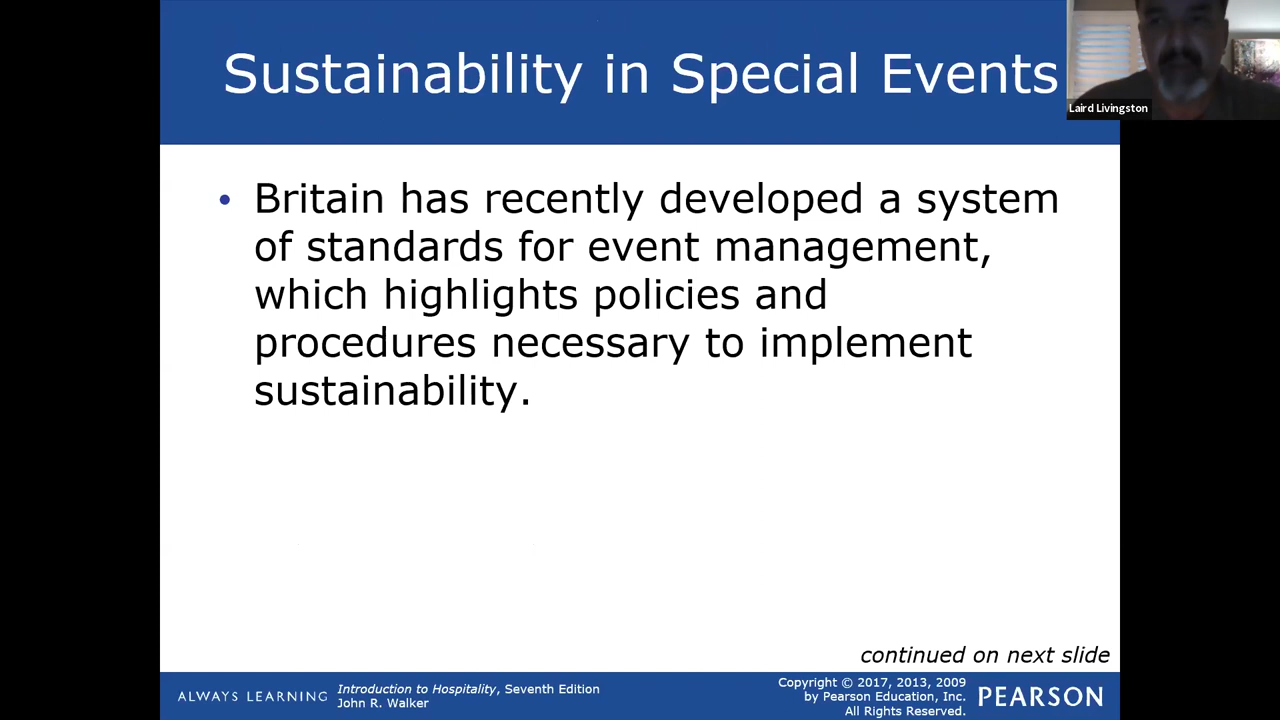 Sustainability in Special Events
Laird Livingston
• Britain has recently developed a system
of standards for event management,
which highlights policies and
procedures necessary to implement
sustainability.
continued on next slide
ALWAYS LEARNING
Introduction to Hospitality, Seventh Edition
John R. Walker
Copyright © 2017, 2013, 2009
by Pearson Education, Inc.
All Rights Reserved.
PEARSON